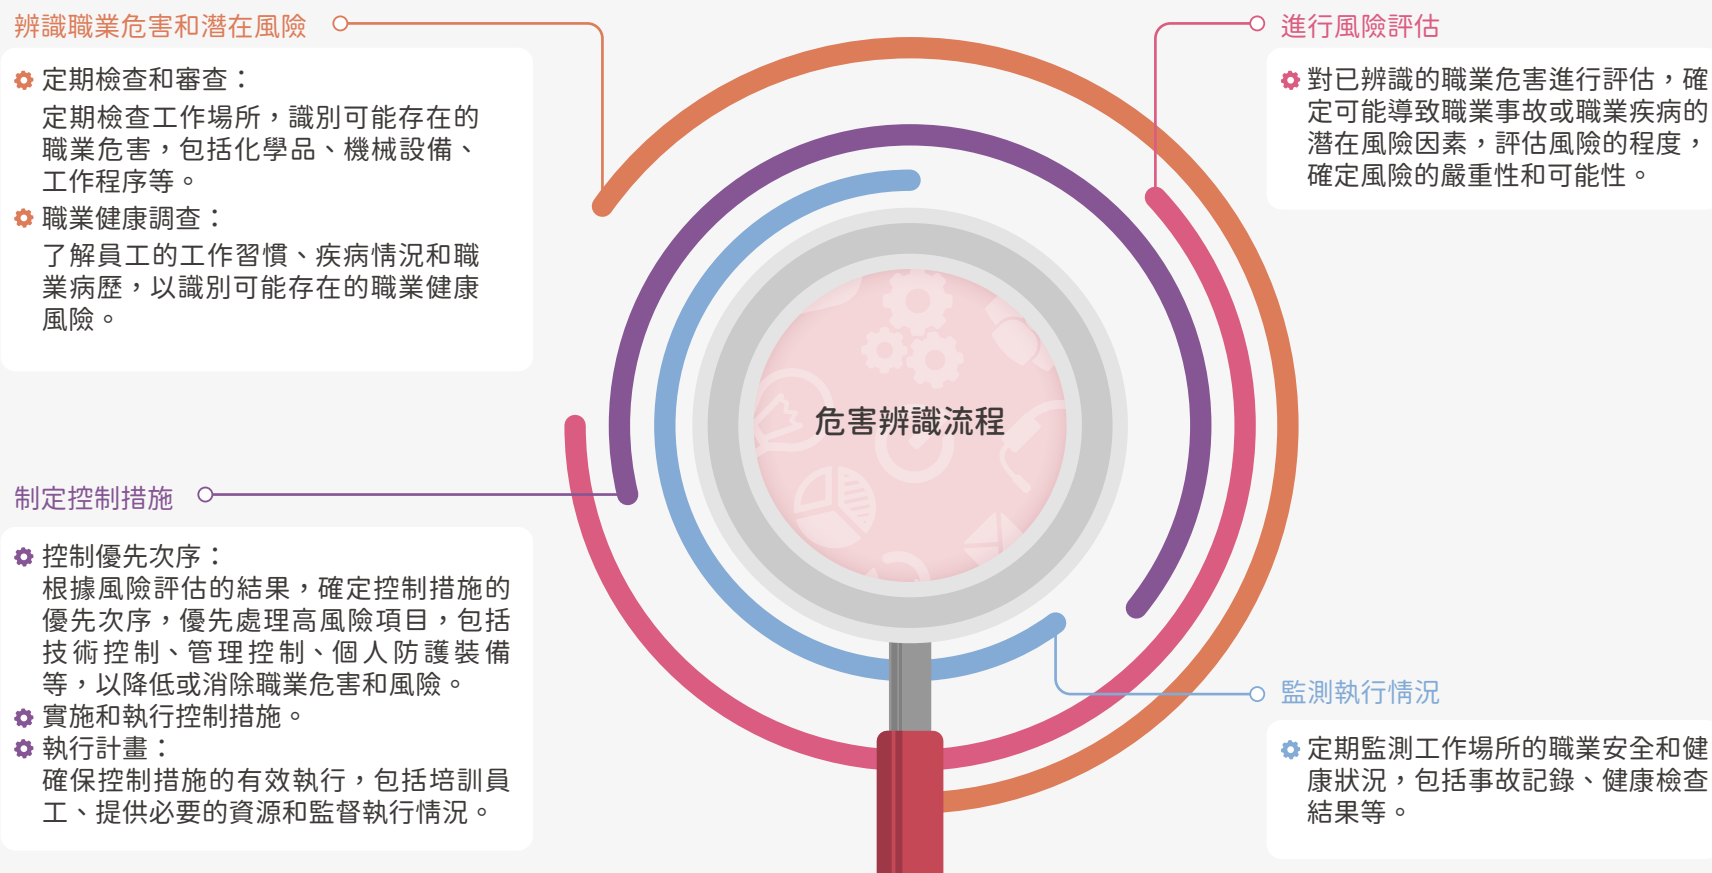 辨識職業危害和潛在風險
定期檢查和審查：
定期檢查工作場所，識別可能存在的
職業危害，包括化學品、機械設備、
工作程序等。
職業健康調查：
了解員工的工作習慣、疾病情況和職
業病歷，以識別可能存在的職業健康
風險。
進行風險評估
對已辨識的職業危害進行評估，確
定可能導致職業事故或職業疾病的
潛在風險因素，評估風險的程度，
確定風險的嚴重性和可能性。
危害辨識流程
制定控制措施
控制優先次序：
根據風險評估的結果，確定控制措施的
優先次序，優先處理高風險項目，包括
技術控制、管理控制、個人防護裝備
等，以降低或消除職業危害和風險。
實施和執行控制措施。
執行計畫：
確保控制措施的有效執行，包括培訓員
工、提供必要的資源和監督執行情況。
監測執行情況
定期監測工作場所的職業安全和健
康狀況，包括事故記錄、健康檢查
結果等。